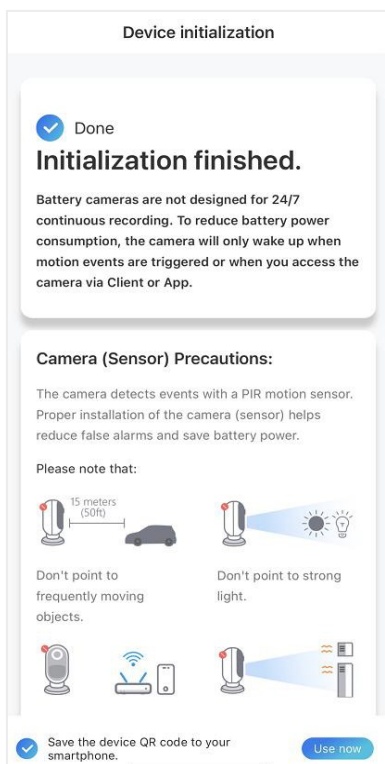 Device initialization
Done
Initialization finished.
Battery cameras are not designed for 24/7
continuous recording. To reduce battery power
consumption, the camera will only wake up when
motion events are triggered or when you access the
camera via Client or App.
Camera (Sensor) Precautions:
The camera detects events with a PIR motion sensor.
Proper installation of the camera (sensor) helps
reduce false alarms and save battery power.
Please note that:
15 meters
(50ft)
Don't point to
frequently moving
objects.
Don't point to strong
light.
Save the device QR code to your
smartphone.
Use now